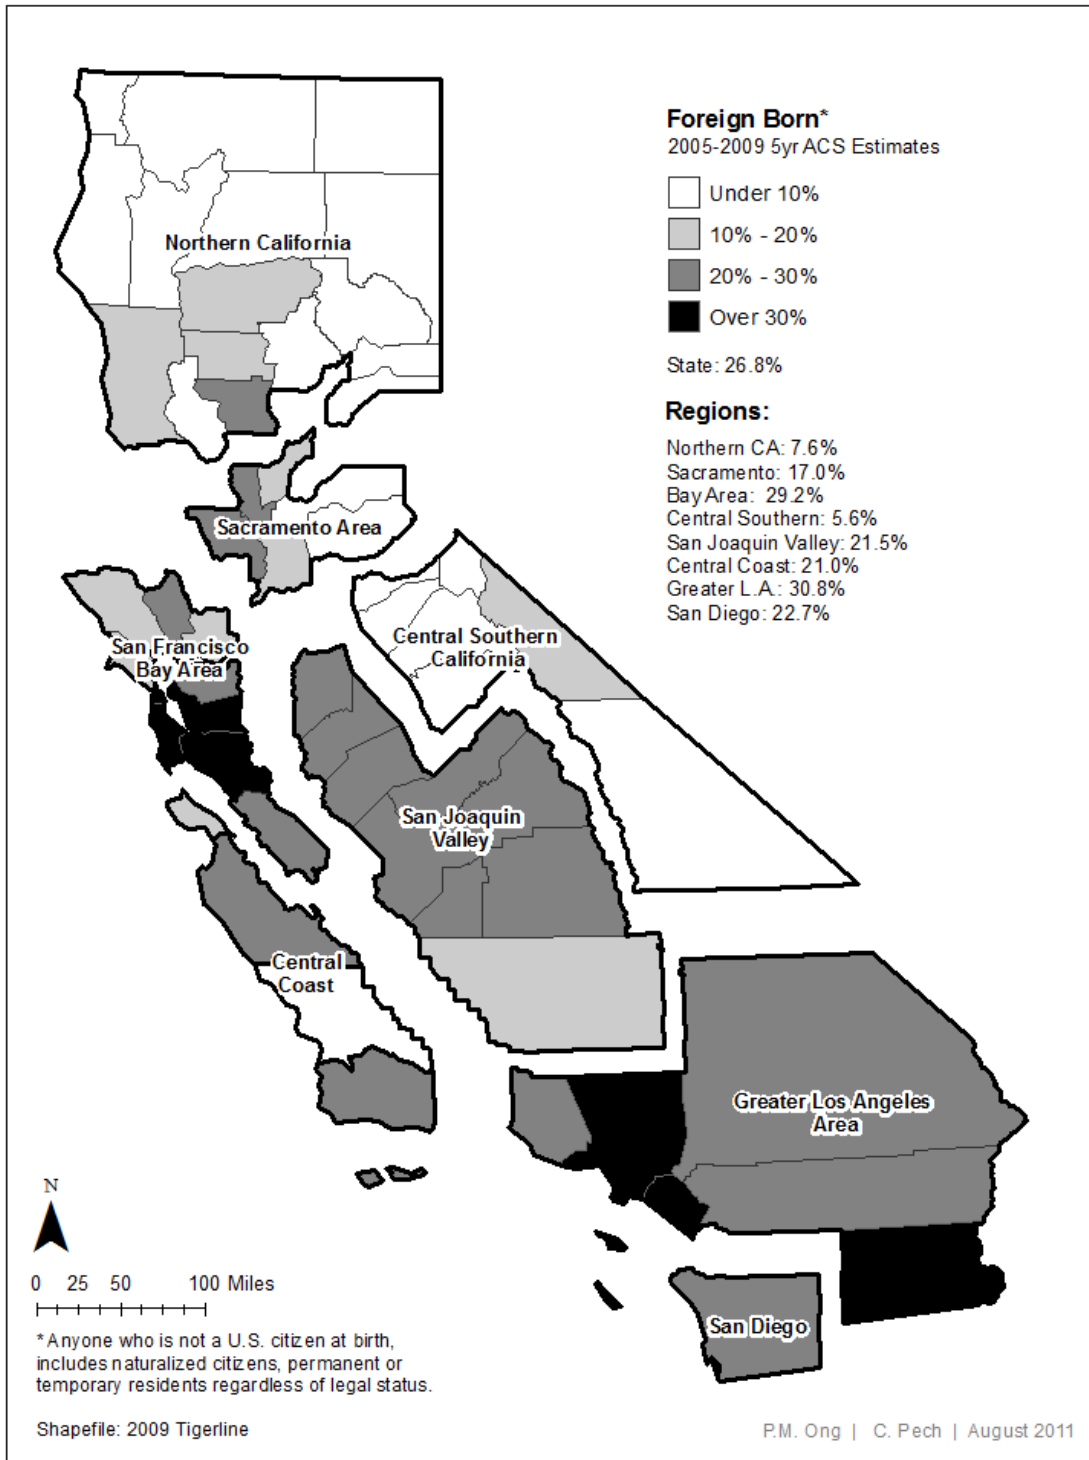 Foreign Born*
2005-2009 5yr ACS Estimates
Under 10%
10% - 20%
20% - 30%
Over 30%
State: 26.8%
Regions:
Northern CA: 7.6%
Sacramento: 17.0%
Bay Area: 29.2%
Central Southern: 5.6%
San Joaquin Valley: 21.5%
Central Coast: 21.0%
Greater L.A.: 30.8%
San Diego: 22.7%
Northern California
Sacramento Area
San Francisco
Bay Area
Central Southern
California
San Joaquin
Valley
Central
Coast
Greater Los Angeles
Area
San Diego
N
0 25 50 100 Miles
*Anyone who is not a U.S. citizen at birth,
includes naturalized citizens, permanent or
temporary residents regardless of legal status.
Shapefile: 2009 Tigerline
P.M. Ong | C. Pech | August 2011